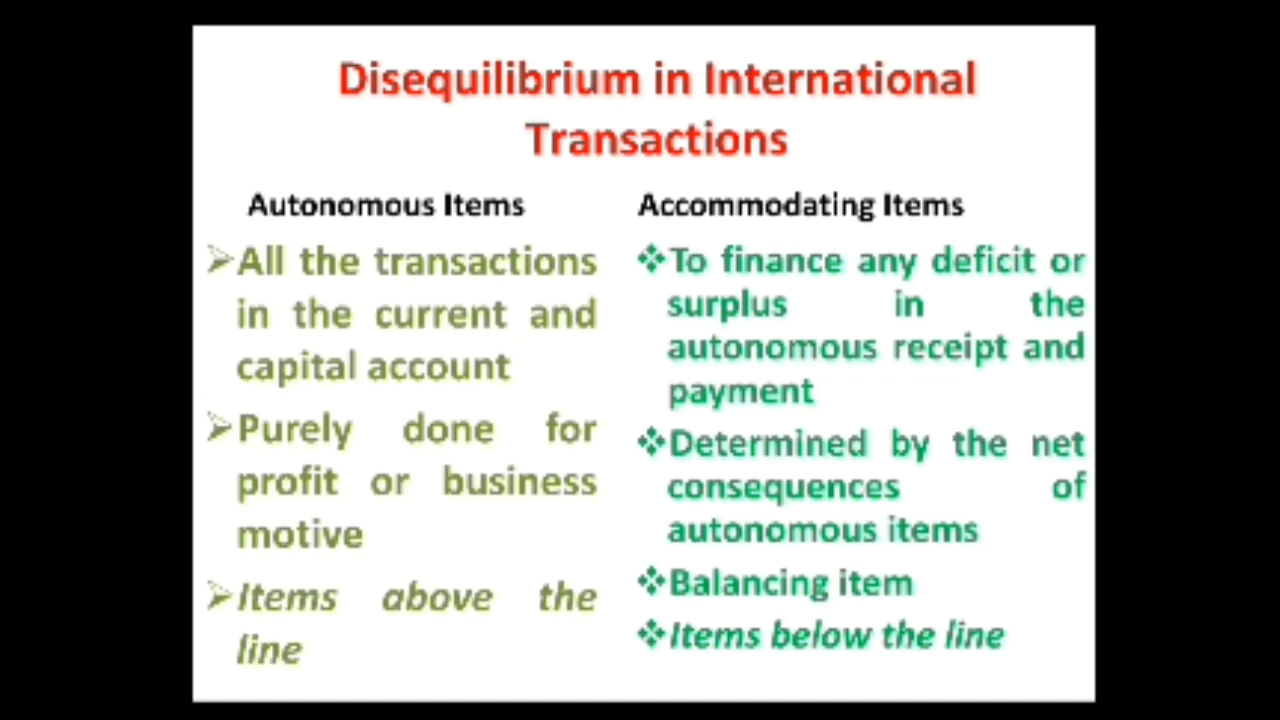 Disequilibrium in International
Transactions
Autonomous Items
All the transactions
in the current and
capital account
Purely done for
profit or business
motive
Items above the
line
Accommodating Items
To finance any deficit or
surplus in the
autonomous receipt and
payment
Determined by the net
consequences of
autonomous items
Balancing item
Items below the line